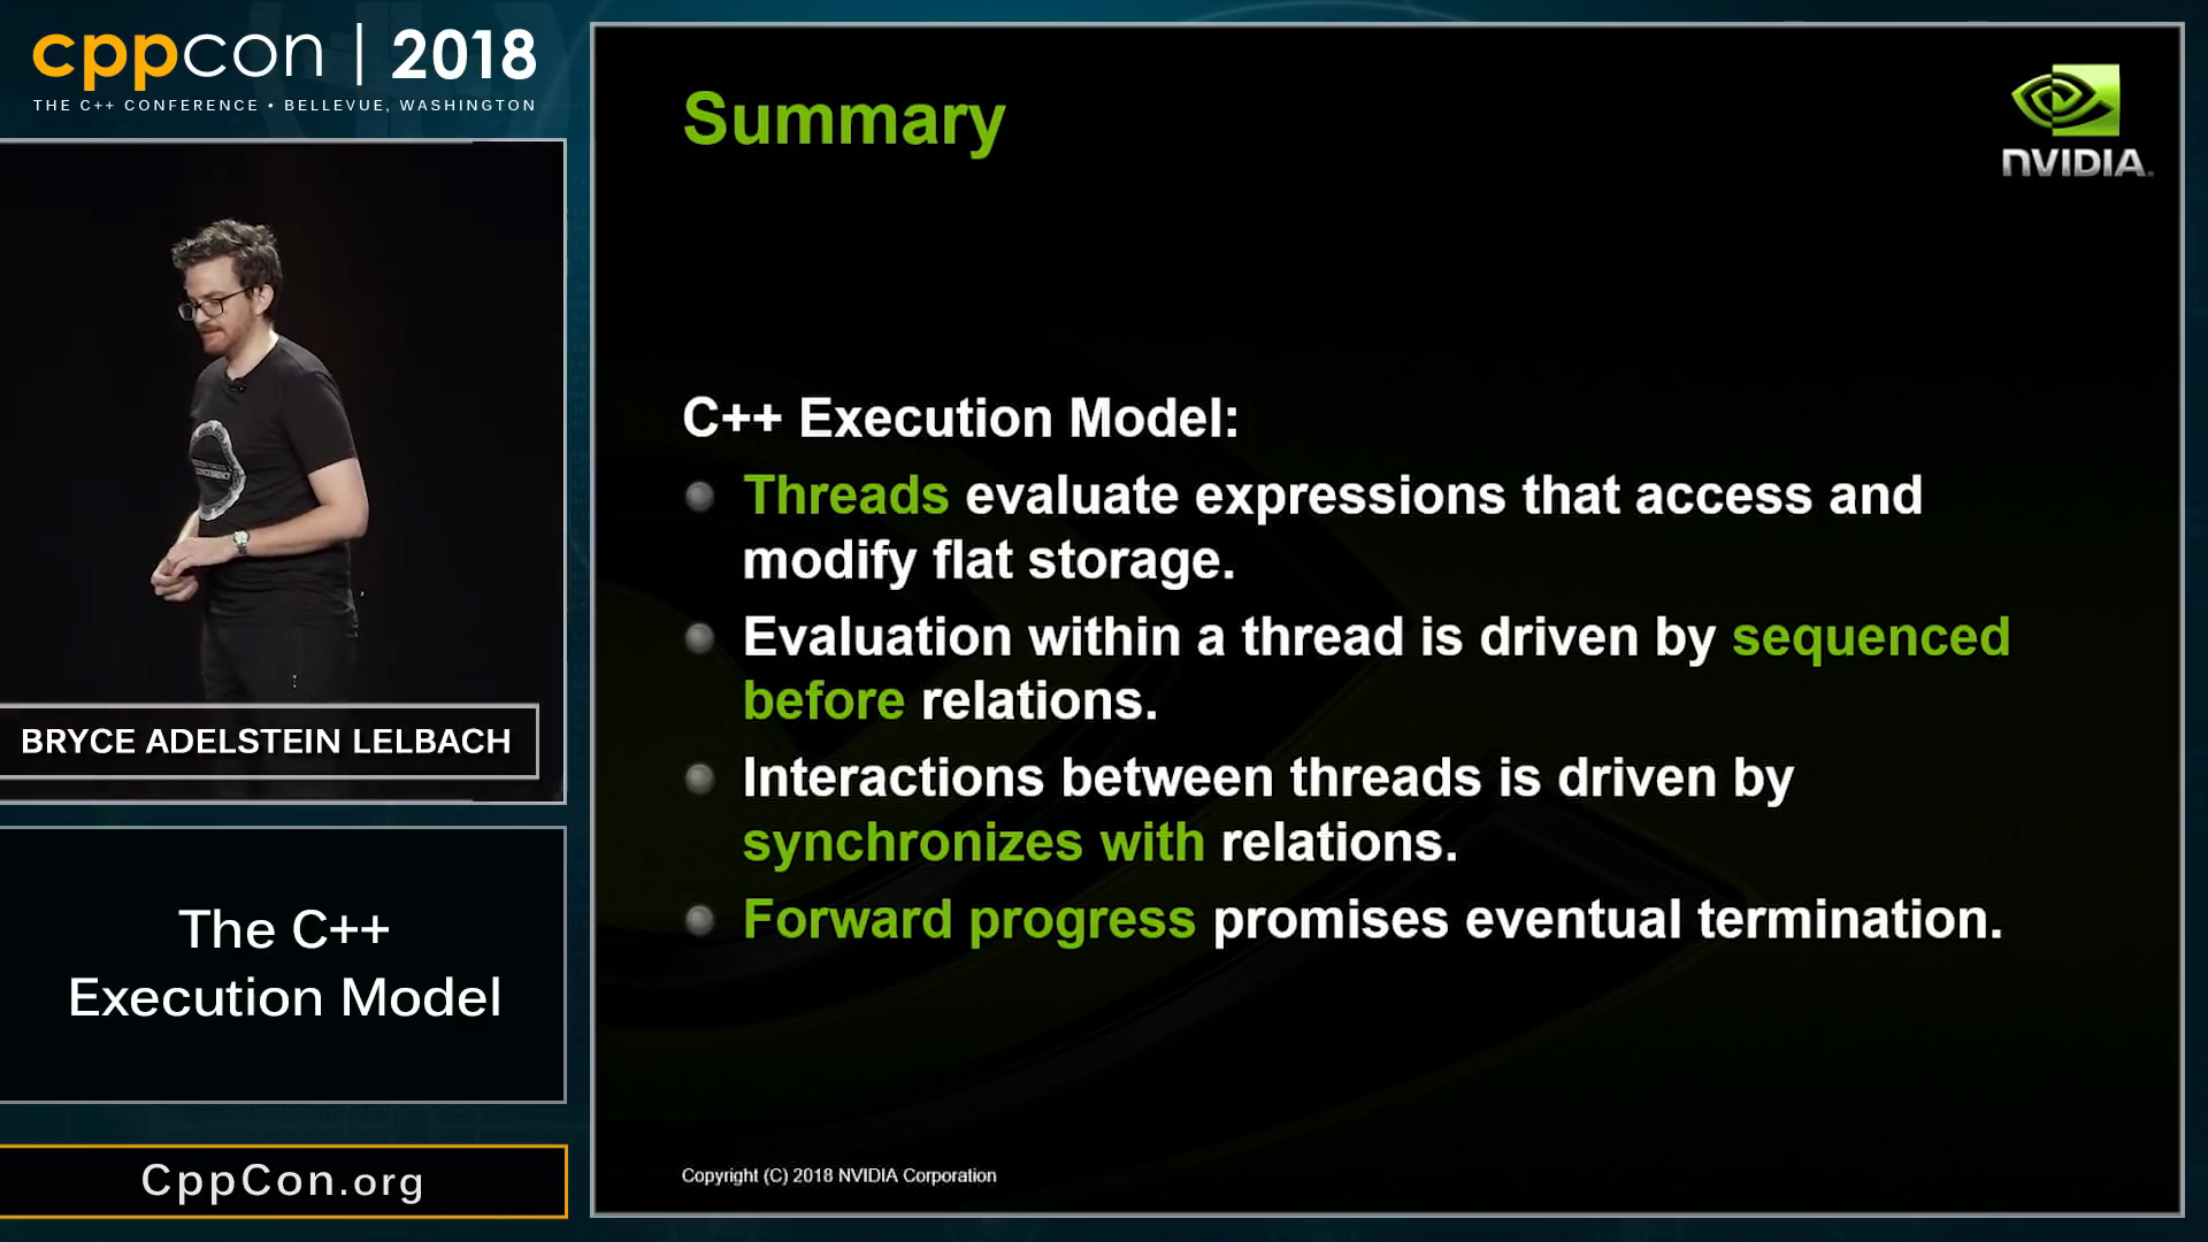 cppcon | 2018
THE C++ CONFERENCE • BELLEVUE, WASHINGTON
BRYCE ADELSTEIN LELBACH
The C++
Execution Model
CppCon.org
Summary
NVIDIA.
C++ Execution Model:
Threads evaluate expressions that access and
modify flat storage.
Evaluation within a thread is driven by sequenced
before relations.
Interactions between threads is driven by
synchronizes with relations.
Forward progress promises eventual termination.
Copyright (C) 2018 NVIDIA Corporation